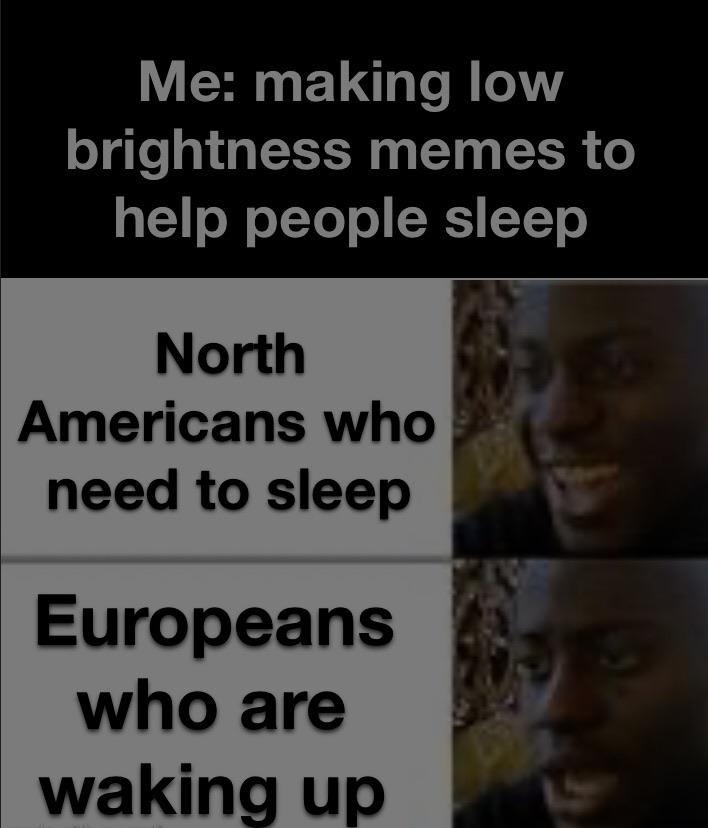 Me: making low
brightness memes to
help people sleep
North
Americans who
need to sleep
Europeans
who are
waking up